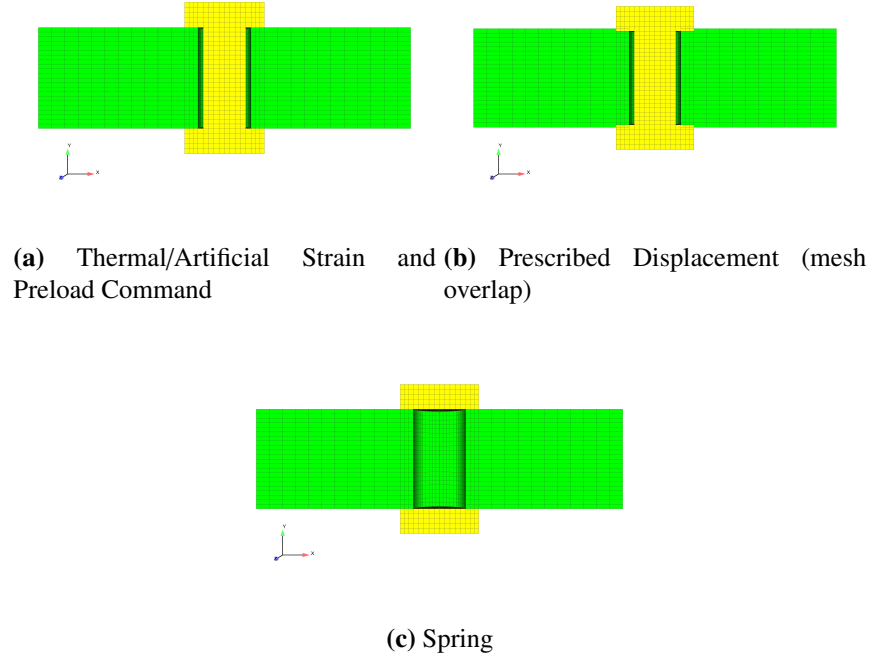 Y
X
Y
X
(a) Thermal/Artificial Strain and
Preload Command
(b) Prescribed Displacement (mesh
overlap)
Y
X
(c) Spring